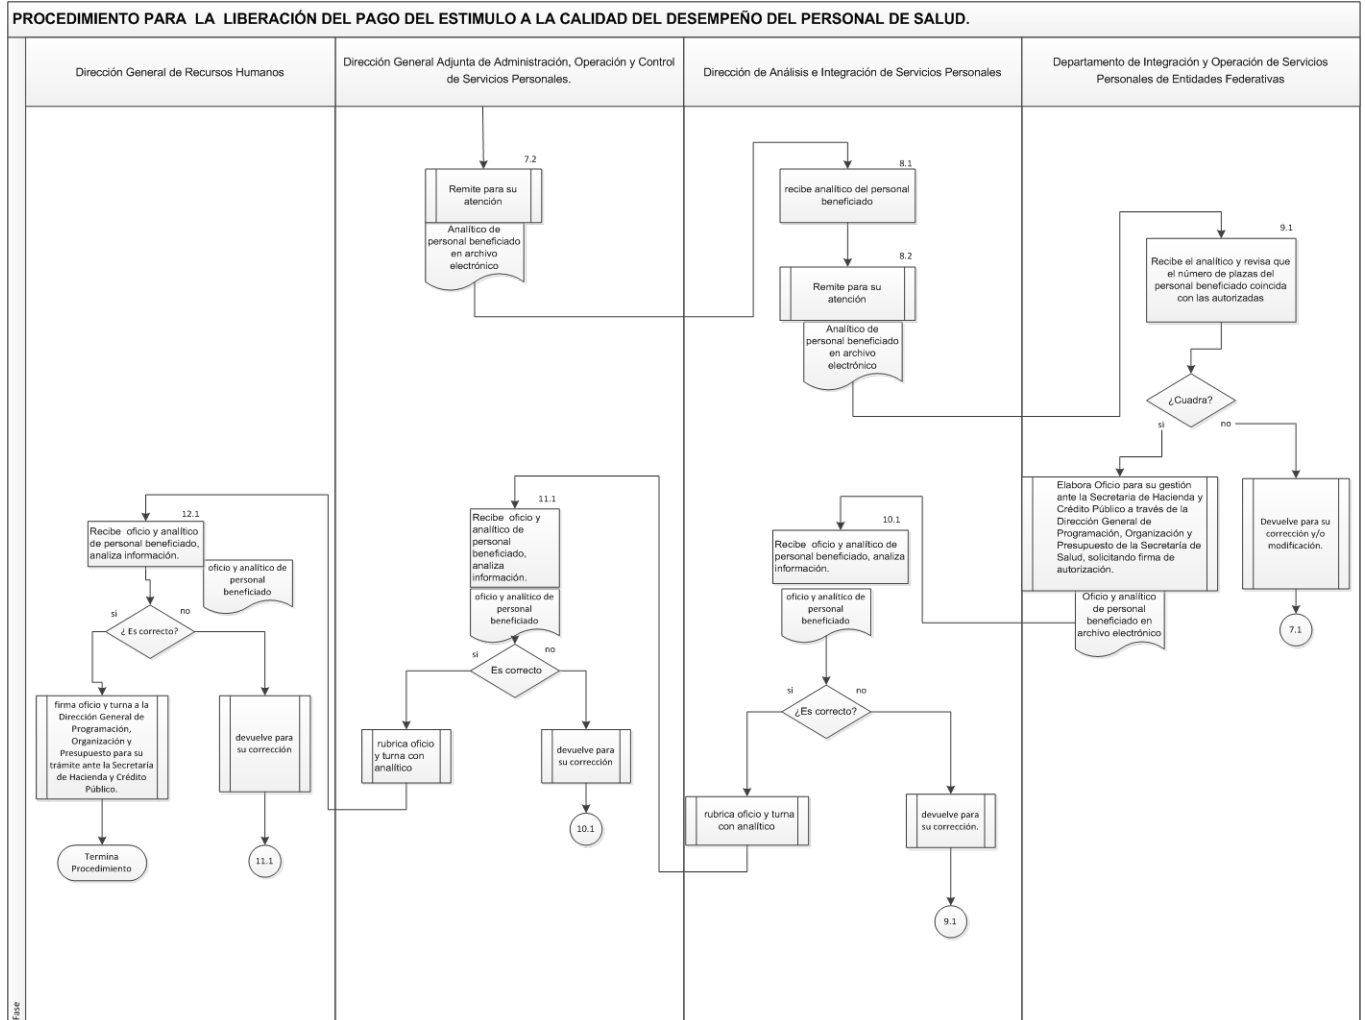 PROCEDIMIENTO PARA LA LIBERACIÓN DEL PAGO DEL ESTIMULO A LA CALIDAD DEL DESEMPEÑO DEL PERSONAL DE SALUD.
Dirección General de Recursos Humanos
Dirección General Adjunta de Administración, Operación y Control
de Servicios Personales.
Dirección de Análisis e Integración de Servicios Personales
Departamento de Integración y Operación de Servicios
Personales de Entidades Federativas
7.2
Remite para su
atención
Analítico de
personal beneficiado
en archivo
electrónico
8.1
recibe analítico del personal
beneficiado
8.2
Remite para su
atención
Analítico de
personal beneficiado
en archivo
electrónico
9.1
Recibe el analítico y revisa que
el número de plazas del
personal beneficiado coincida
con las autorizadas
¿Cuadra?
si
no
Elabora Oficio para su gestión
ante la Secretaria de Hacienda y
Crédito Público a través de la
Dirección General de
Programación, Organización y
Presupuesto de la Secretaría de
Salud, solicitando firma de
autorización.
Oficio y analítico
de personal
beneficiado en
archivo electrónico
Devuelve para su
corrección y/o
modificación.
7.1
10.1
Recibe oficio y analítico de
personal beneficiado, analiza
información.
oficio y analítico de
personal
beneficiado
si
no
¿Es correcto?
rubrica oficio y turna
con analítico
devuelve para
su corrección.
9.1
11.1
Recibe oficio y
analítico de
personal
beneficiado,
analiza
información.
oficio y analítico de
personal
beneficiado
si
no
Es correcto
rubrica oficio
y turna con
analítico
devuelve para
su corrección
10.1
12.1
Recibe oficio y analítico
de personal beneficiado,
analiza información.
oficio y analítico de
personal
beneficiado
si
no
¿ Es correcto?
firma oficio y turna a la
Dirección General de
Programación,
Organización y
Presupuesto para su
trámite ante la Secretaría
de Hacienda y Crédito
Público.
devuelve para
su corrección
Termina
Procedimiento
11.1
Fase